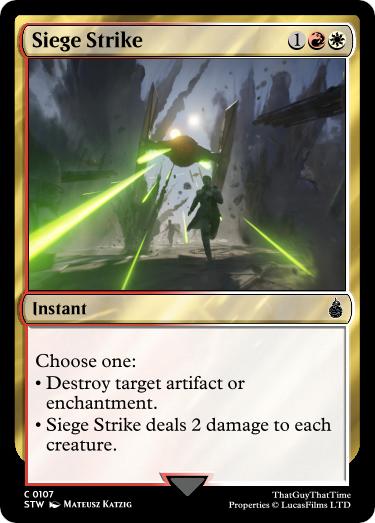 Siege Strike 1
Instant
Choose one:
• Destroy target artifact or
enchantment.
• Siege Strike deals 2 damage to each
creature.
C 0107
ThatGuyThatTime
STW Mateusz Katzig
Properties © LucasFilms LTD